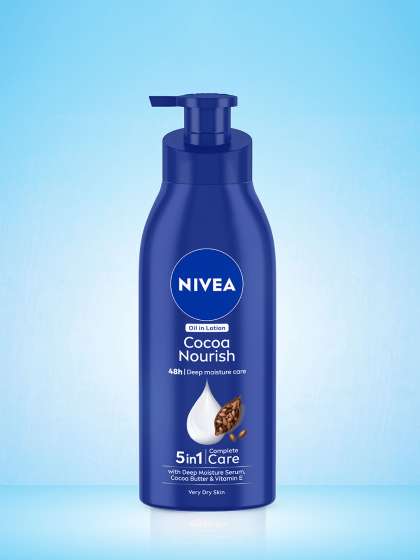 NIVEA
Oil in Lotion
Cocoa
Nourish
48h | Deep moisture care
5in1 | Complete Care
with Deep Moisture Serum,
Cocoa Butter & Vitamin E
Very Dry Skin